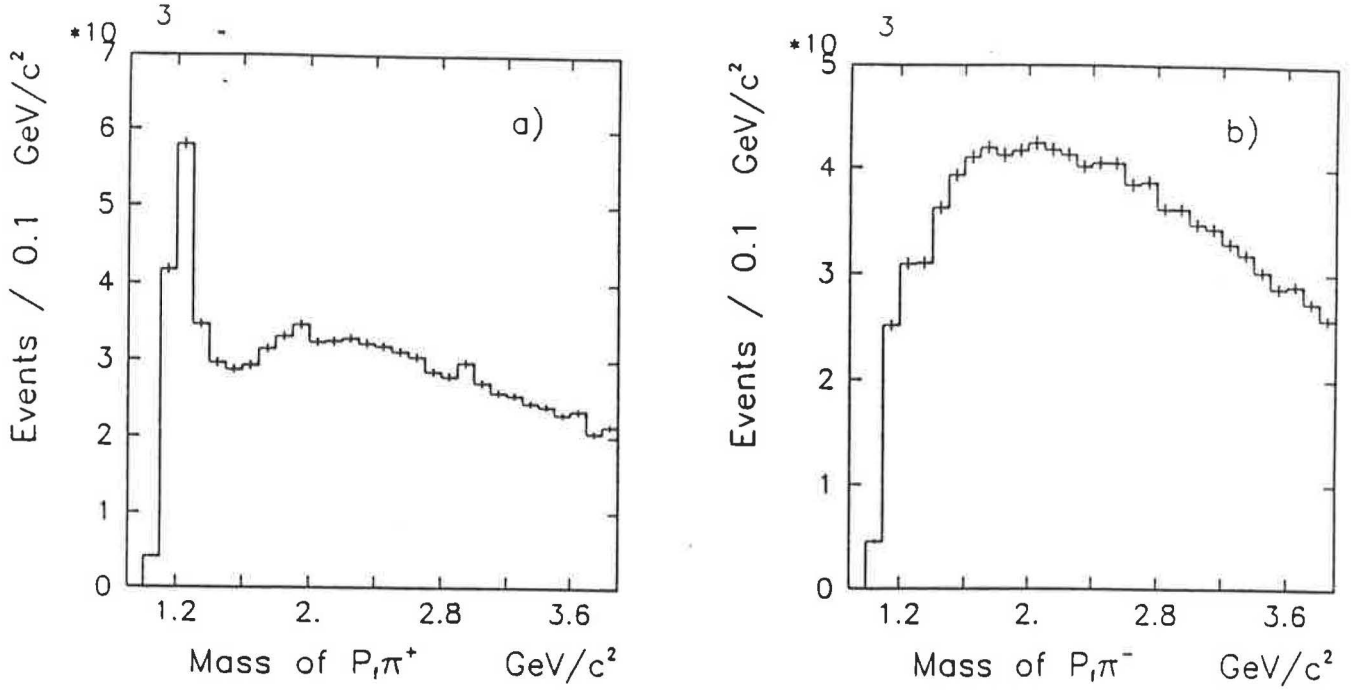 *10 3
7
6
5
4
3
2
1
0
Events / 0.1 GeV/c²
a)
1.2 2. 2.8 3.6
Mass of P₁π⁺ GeV/c²
*10 3
5
4
3
2
1
0
Events / 0.1 GeV/c²
b)
1.2 2. 2.8 3.6
Mass of P₁π⁻ GeV/c²